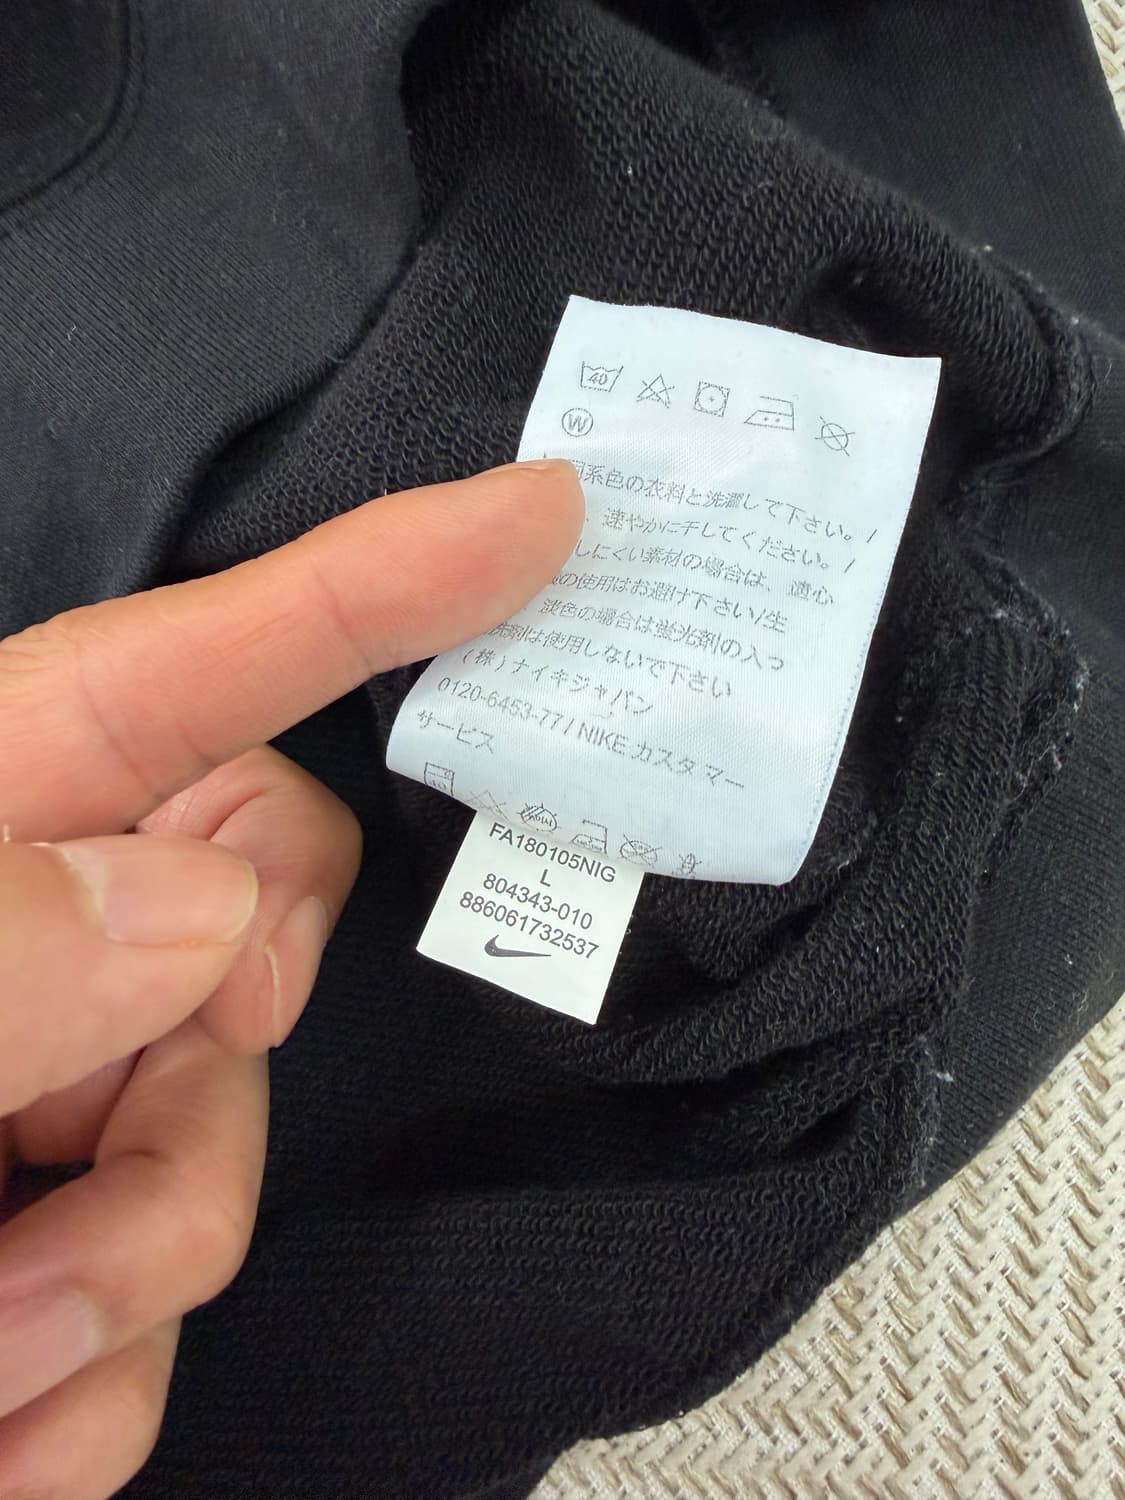 40
W
同系色の衣料と洗濯して下さい。/
、速やかに干してください。/
しにくい素材の場合は、遠心
の使用はお避け下さい/生
、淡色の場合は蛍光剤の入っ
洗剤は使用しないで下さい
(株)ナイキジャパン
0120-6453-77 / NIKE カスタマー
サービス
40
FA180105NIG
L
804343-010
886061732537